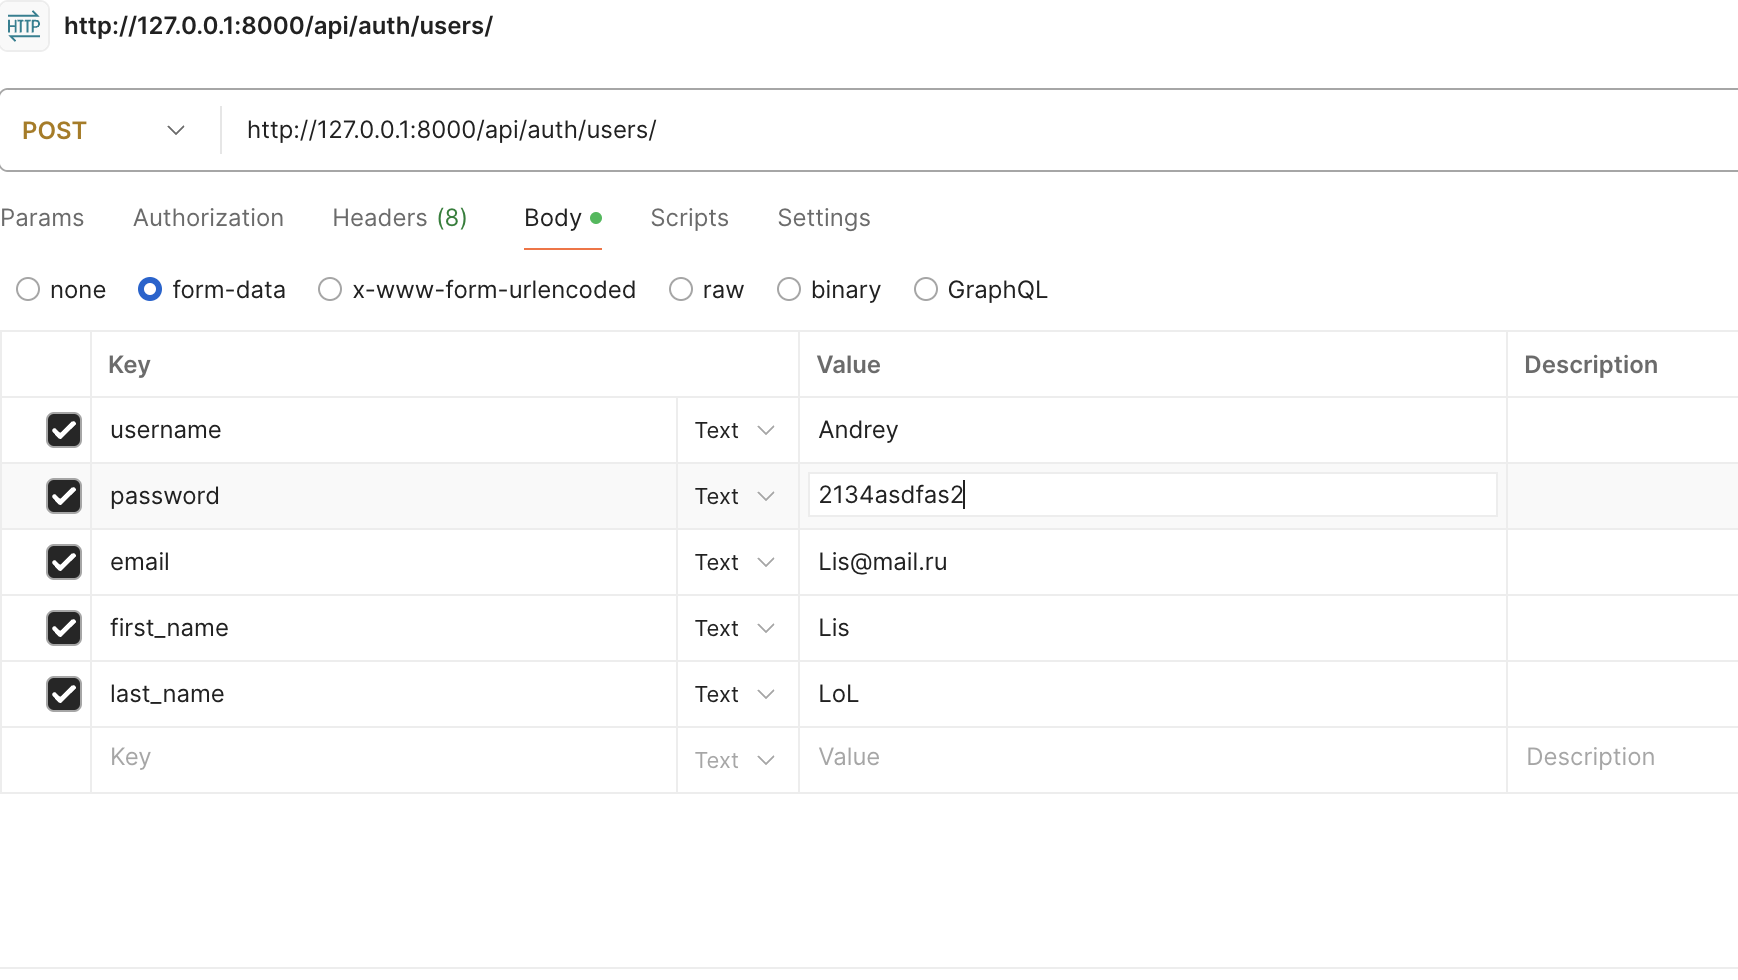 HTTP http://127.0.0.1:8000/api/auth/users/
POST http://127.0.0.1:8000/api/auth/users/
Params Authorization Headers (8) Body Scripts Settings
none form-data x-www-form-urlencoded raw binary GraphQL
Key Value Description
username Text Andrey
password Text 2134asdfas2
email Text Lis@mail.ru
first_name Text Lis
last_name Text LoL
Key Text Value Description